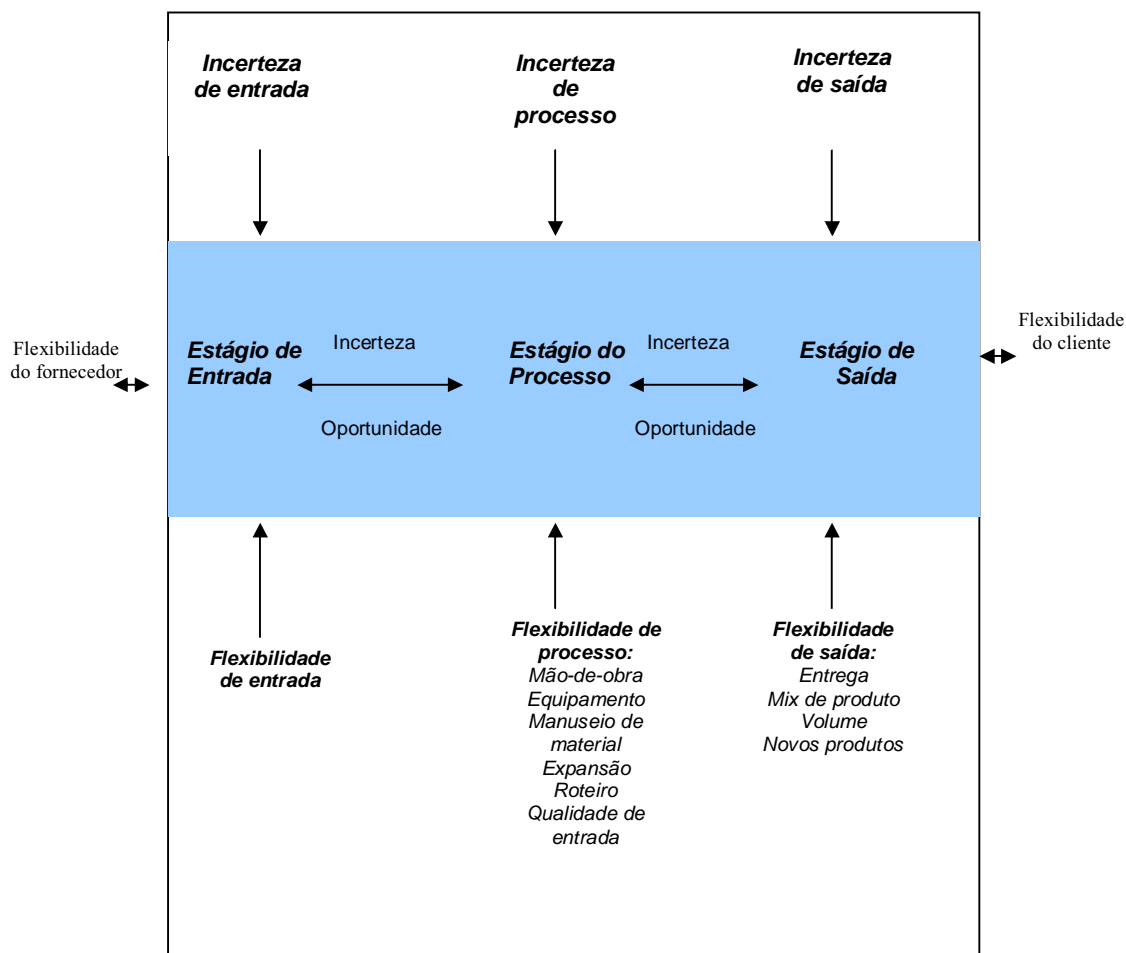 Incerteza
de entrada
Incerteza
de
processo
Incerteza
de saída
Flexibilidade
do fornecedor
Estágio de
Entrada
Incerteza
Oportunidade
Estágio do
Processo
Incerteza
Oportunidade
Estágio de
Saída
Flexibilidade
do cliente
Flexibilidade
de entrada
Flexibilidade de
processo:
Mão-de-obra
Equipamento
Manuseio de
material
Expansão
Roteiro
Qualidade de
entrada
Flexibilidade
de saída:
Entrega
Mix de produto
Volume
Novos produtos